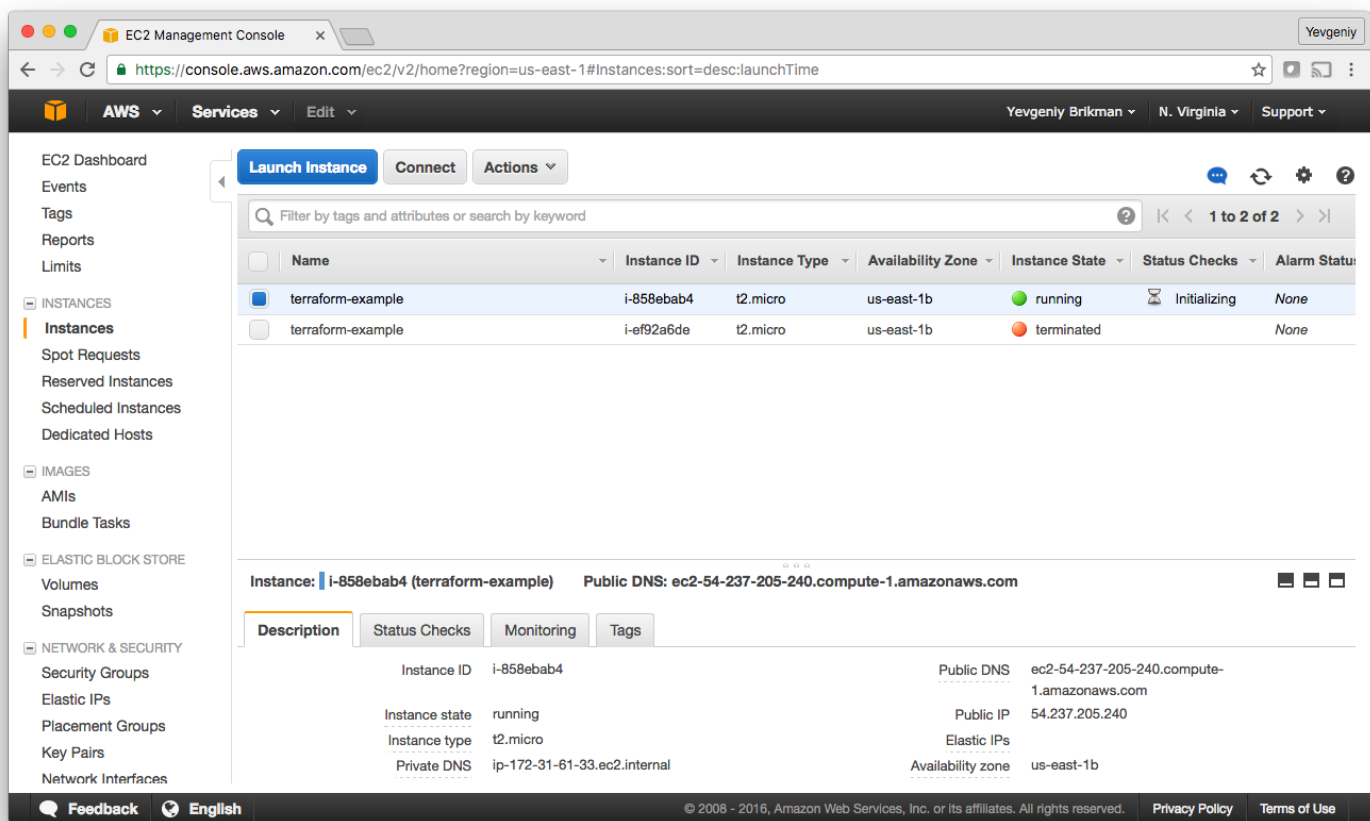 EC2 Management Console
Yevgeniy
https://console.aws.amazon.com/ec2/v2/home?region=us-east-1#Instances:sort=desc:launchTime
AWS Services Edit Yevgeniy Brikman N. Virginia Support
EC2 Dashboard
Events
Tags
Reports
Limits
INSTANCES
Instances
Spot Requests
Reserved Instances
Scheduled Instances
Dedicated Hosts
IMAGES
AMIs
Bundle Tasks
ELASTIC BLOCK STORE
Volumes
Snapshots
NETWORK & SECURITY
Security Groups
Elastic IPs
Placement Groups
Key Pairs
Network Interfaces
Launch Instance Connect Actions
Filter by tags and attributes or search by keyword 1 to 2 of 2
Name Instance ID Instance Type Availability Zone Instance State Status Checks Alarm Status
terraform-example i-858ebab4 t2.micro us-east-1b running Initializing None
terraform-example i-ef92a6de t2.micro us-east-1b terminated None
Instance: i-858ebab4 (terraform-example) Public DNS: ec2-54-237-205-240.compute-1.amazonaws.com
Description Status Checks Monitoring Tags
Instance ID i-858ebab4 Public DNS ec2-54-237-205-240.compute-
1.amazonaws.com
Instance state running Public IP 54.237.205.240
Instance type t2.micro Elastic IPs
Private DNS ip-172-31-61-33.ec2.internal Availability zone us-east-1b
Feedback English © 2008 - 2016, Amazon Web Services, Inc. or its affiliates. All rights reserved. Privacy Policy Terms of Use